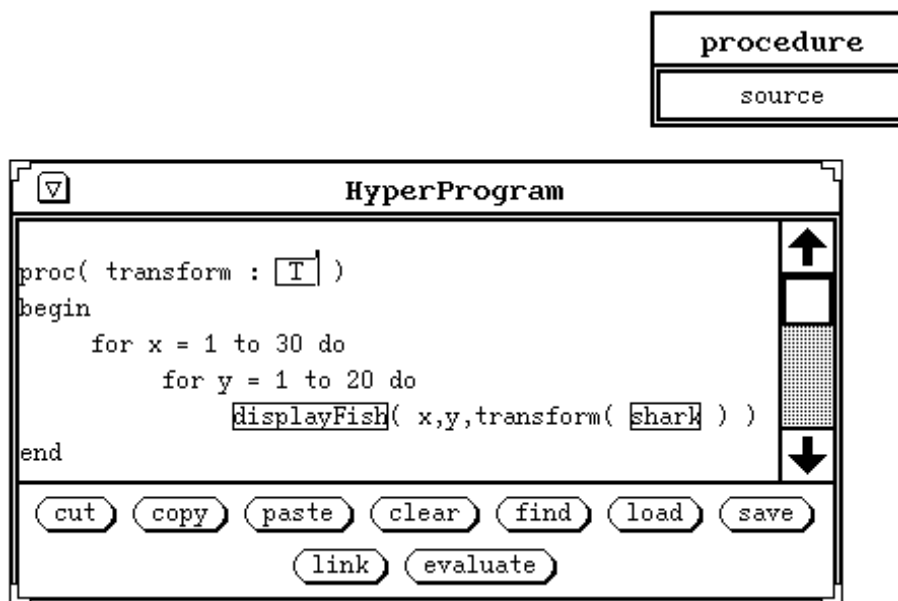 procedure
source
HyperProgram
proc( transform : T )
begin
for x = 1 to 30 do
for y = 1 to 20 do
displayFish( x,y,transform( shark ) )
end
cut copy paste clear find load save
link evaluate